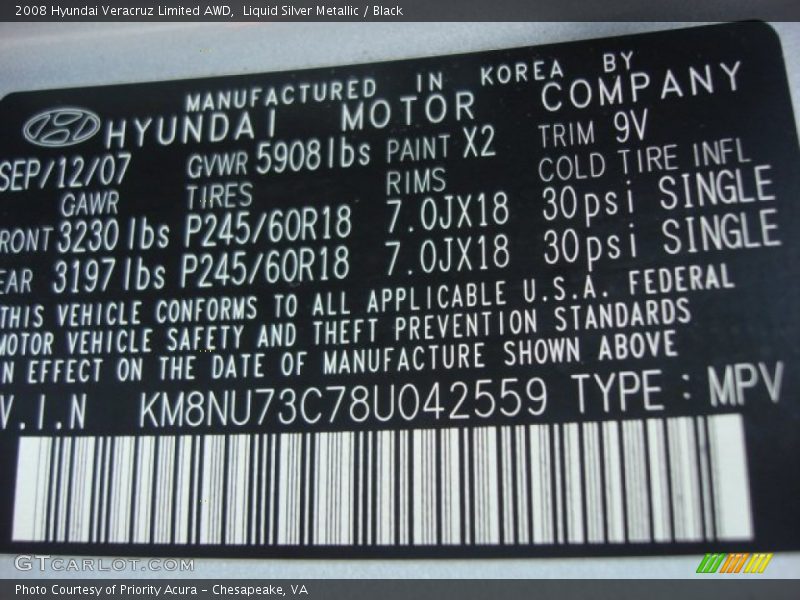 2008 Hyundai Veracruz Limited AWD,  Liquid Silver Metallic / Black
MANUFACTURED IN KOREA BY
HYUNDAI MOTOR COMPANY
SEP/12/07 GVWR 5908lbs PAINT X2 TRIM 9V
GAWR TIRES RIMS COLD TIRE INFL
RONT 3230 lbs P245/60R18 7.0JX18 30psi SINGLE
EAR 3197lbs P245/60R18 7.0JX18 30psi SINGLE
THIS VEHICLE CONFORMS TO ALL APPLICABLE U.S.A. FEDERAL
MOTOR VEHICLE SAFETY AND THEFT PREVENTION STANDARDS
N EFFECT ON THE DATE OF MANUFACTURE SHOWN ABOVE
V.I.N KM8NU73C78U042559 TYPE : MPV
GTCARLOT.COM
Photo Courtesy of Priority Acura – Chesapeake, VA